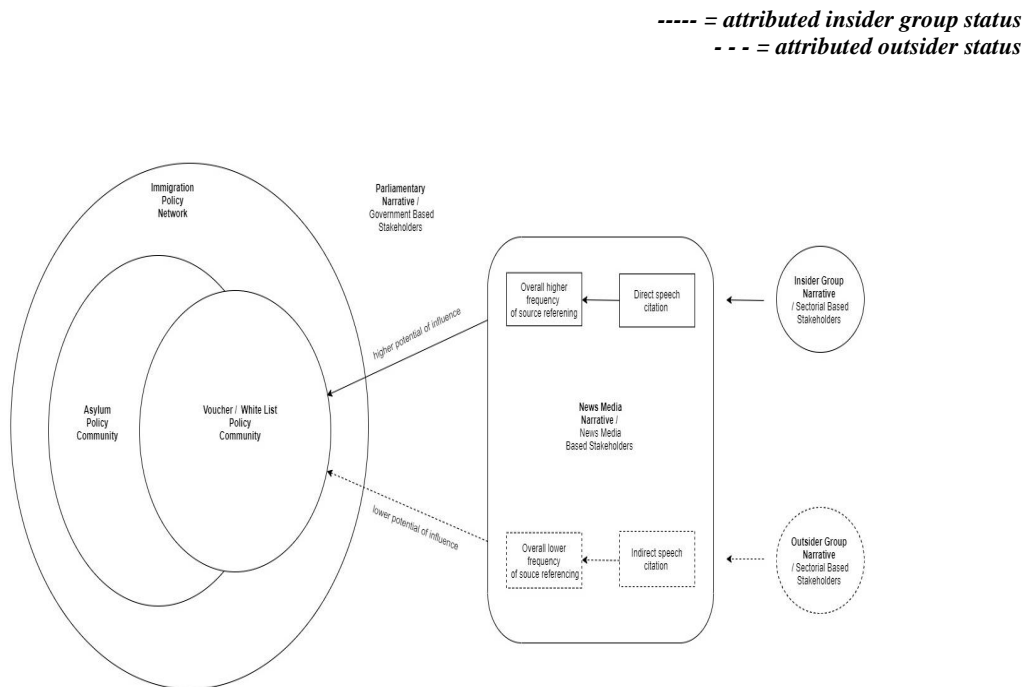 ----- = attributed insider group status
- - - = attributed outsider status
Immigration
Policy
Network
Parliamentary
Narrative /
Government Based
Stakeholders
Asylum
Policy
Community
Voucher / White List
Policy
Community
higher potential of influence
lower potential of influence
Overall higher
frequency
of source referening
Direct speech
citation
News Media
Narrative /
News Media
Based Stakeholders
Overall lower
frequency
of souce referencing
Indirect speech
citation
Insider Group
Narrative
/ Sectorial Based
Stakeholders
Outsider Group
Narrative
/ Sectorial Based
Stakeholders